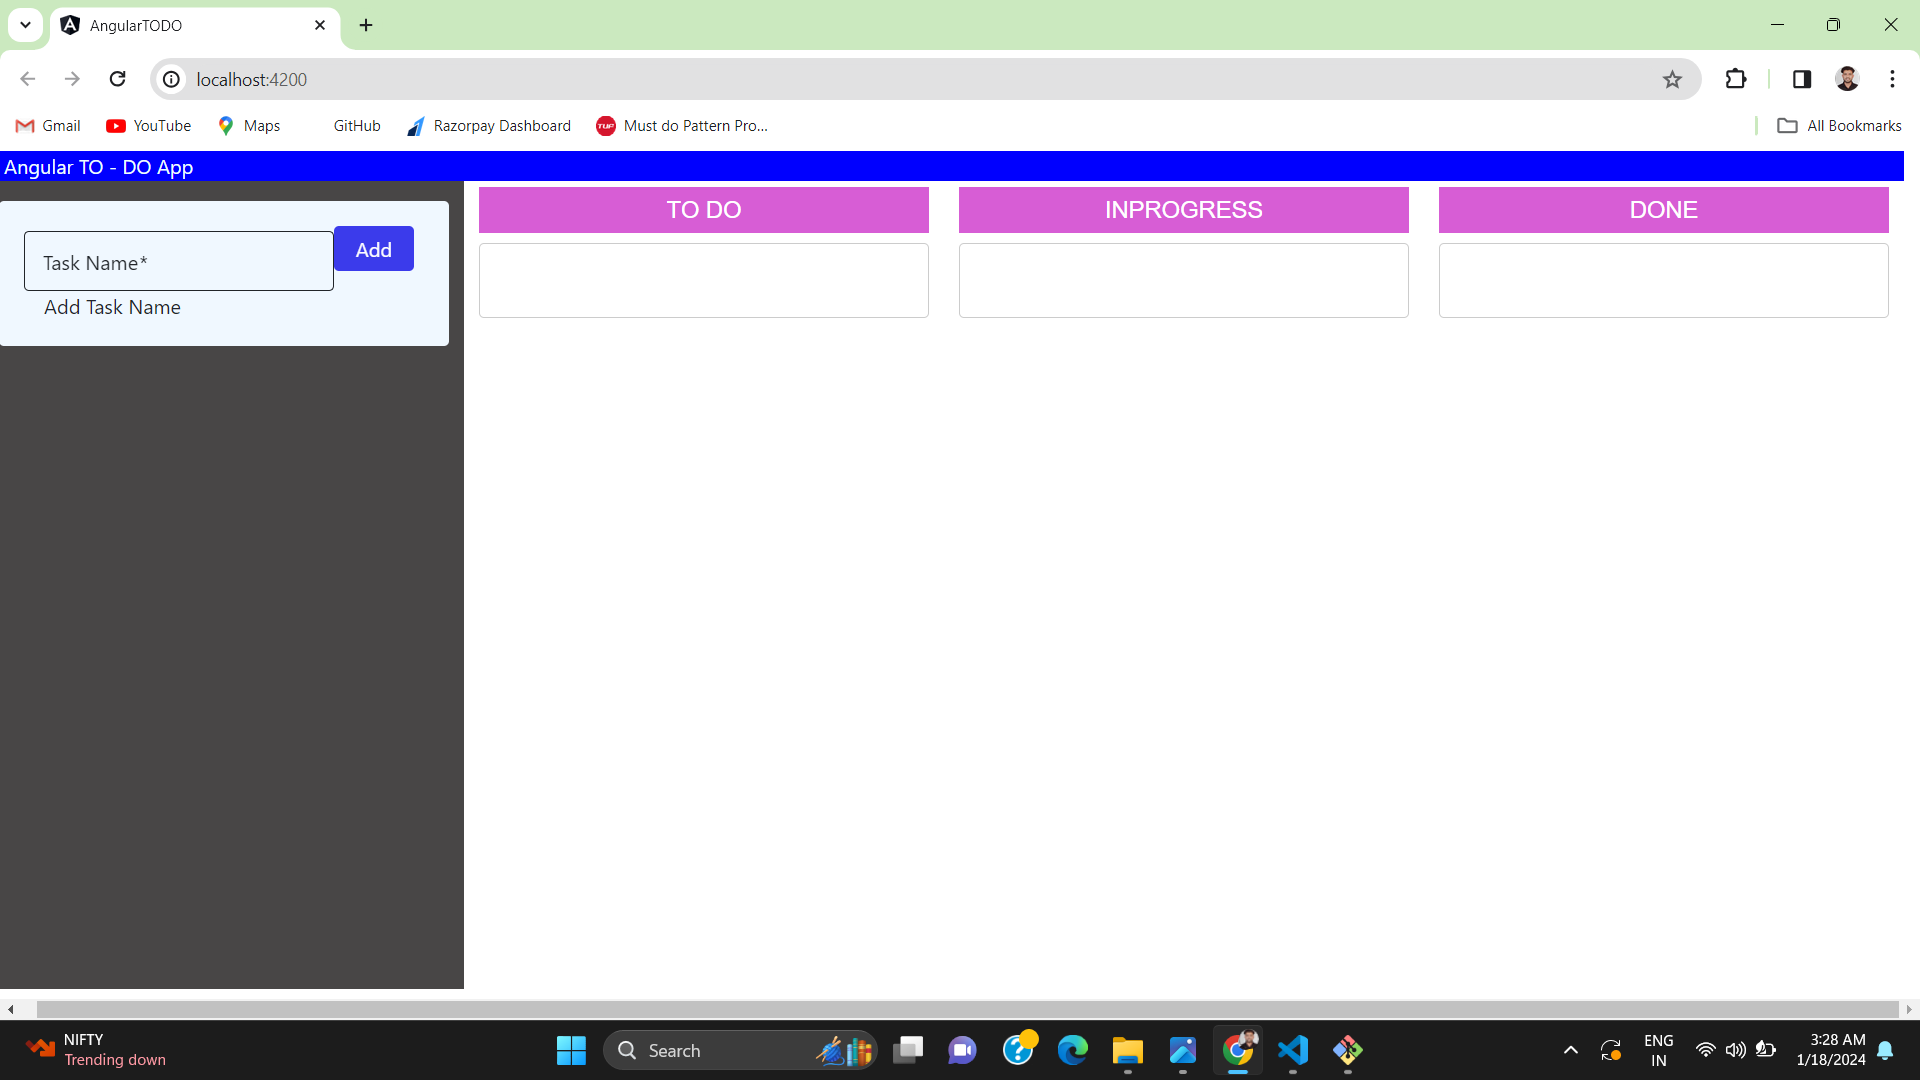 AngularTODO
localhost:4200
Gmail
YouTube
Maps
GitHub
Razorpay Dashboard
TUP
Must do Pattern Pro...
All Bookmarks
Angular TO - DO App
Task Name*
Add
Add Task Name
TO DO
INPROGRESS
DONE
NIFTY
Trending down
Search
ENG
IN
3:28 AM
1/18/2024